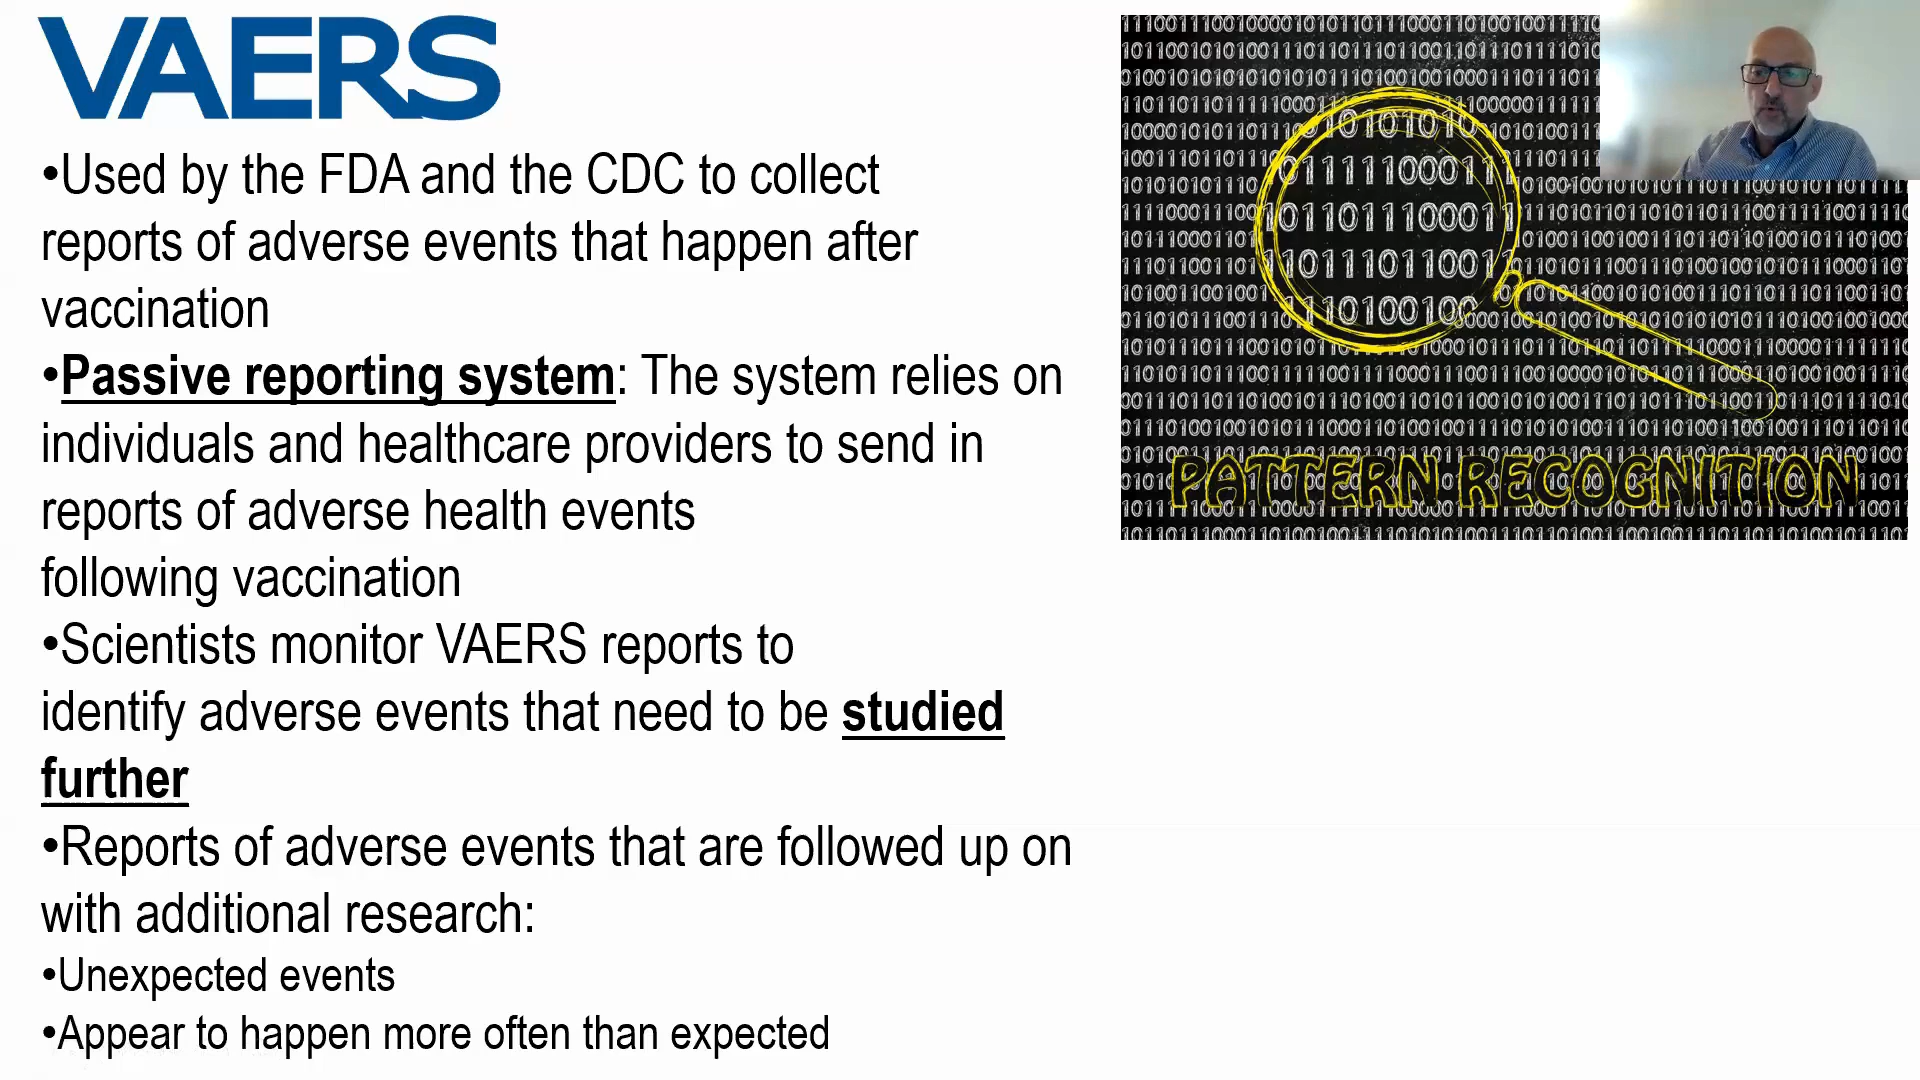 VAERS
•Used by the FDA and the CDC to collect
reports of adverse events that happen after
vaccination
•Passive reporting system: The system relies on
individuals and healthcare providers to send in
reports of adverse health events
following vaccination
•Scientists monitor VAERS reports to
identify adverse events that need to be studied
further
•Reports of adverse events that are followed up on
with additional research:
•Unexpected events
•Appear to happen more often than expected
PATTERN RECOGNITION